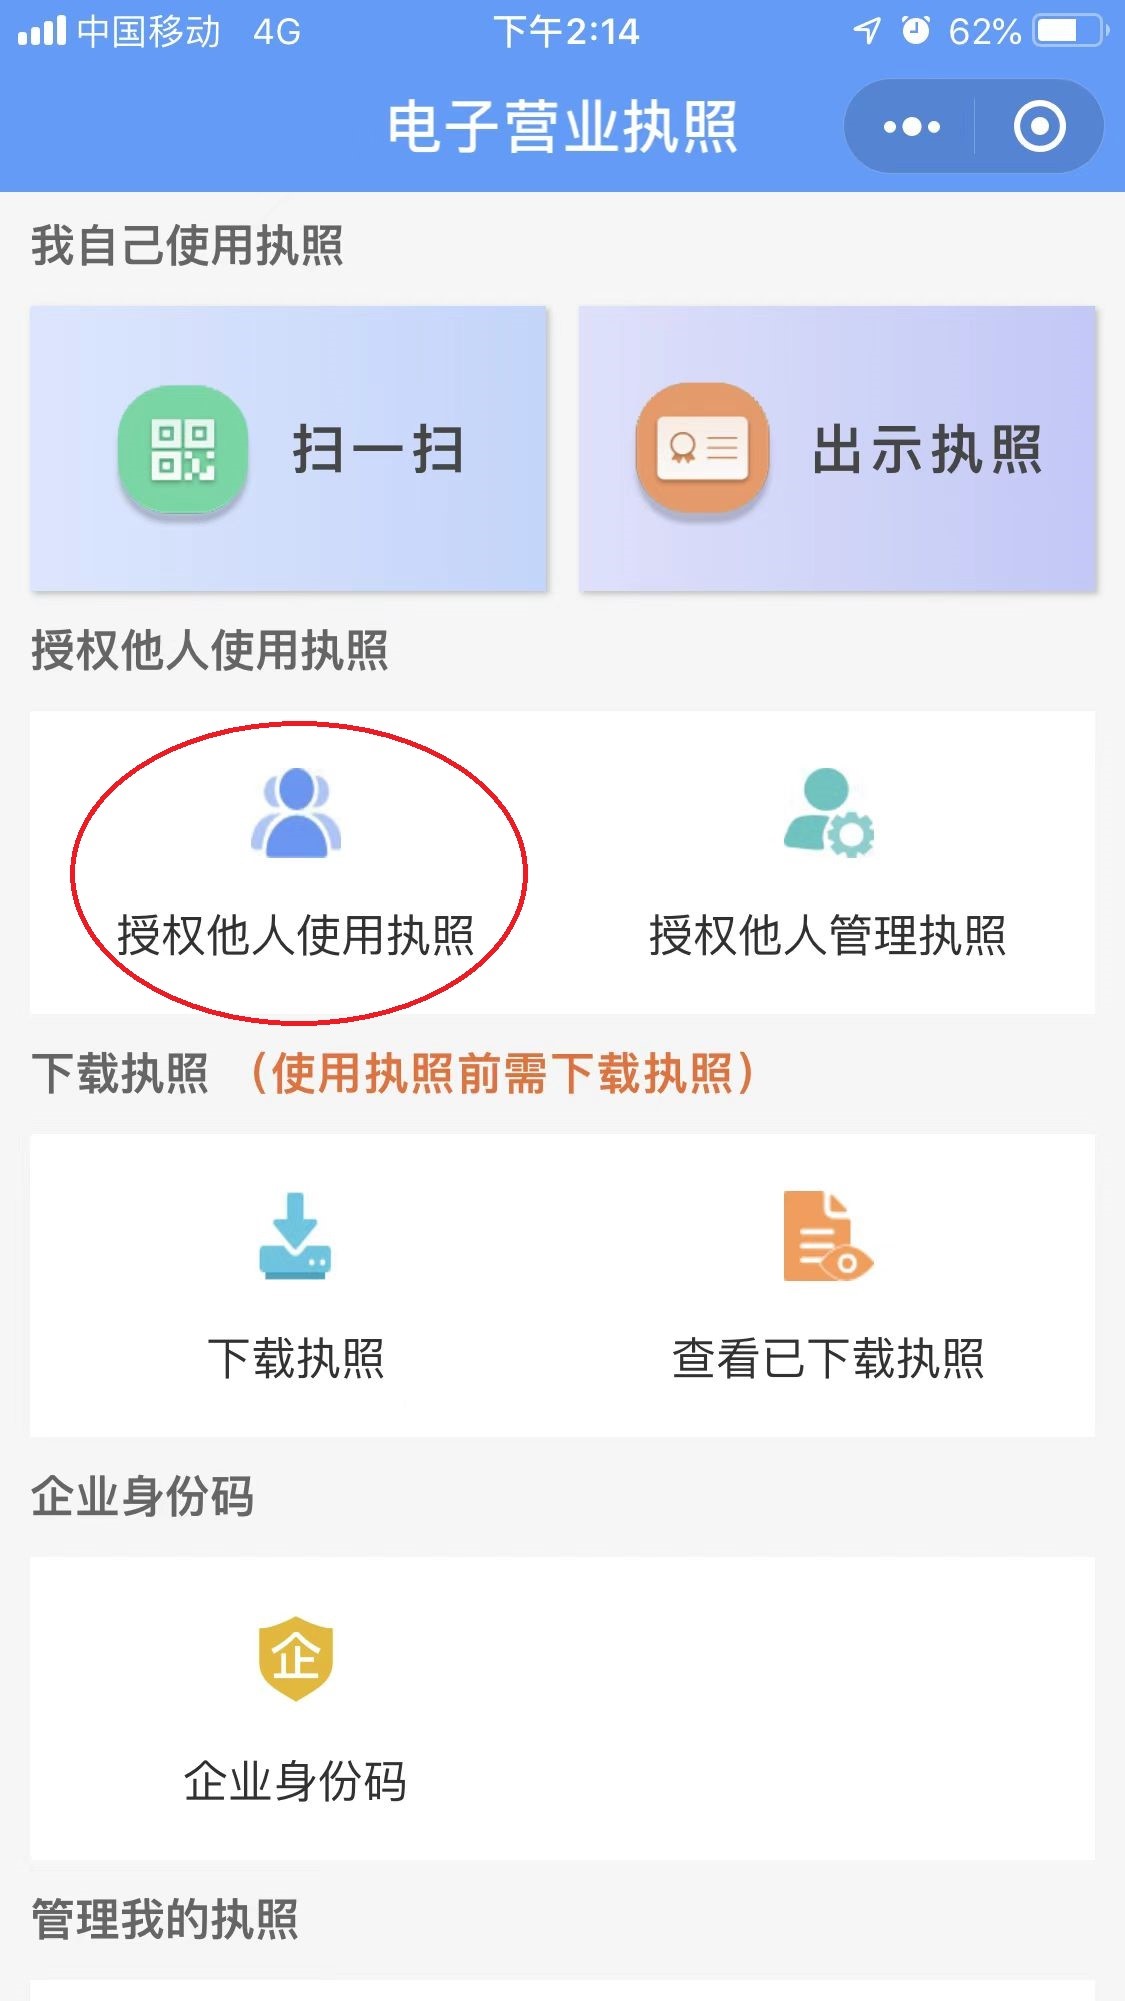 中国移动 4G 下午2:14 62%
电子营业执照
我自己使用执照
扫一扫 出示执照
授权他人使用执照
授权他人使用执照 授权他人管理执照
下载执照 （使用执照前需下载执照）
下载执照 查看已下载执照
企业身份码
企
企业身份码
管理我的执照